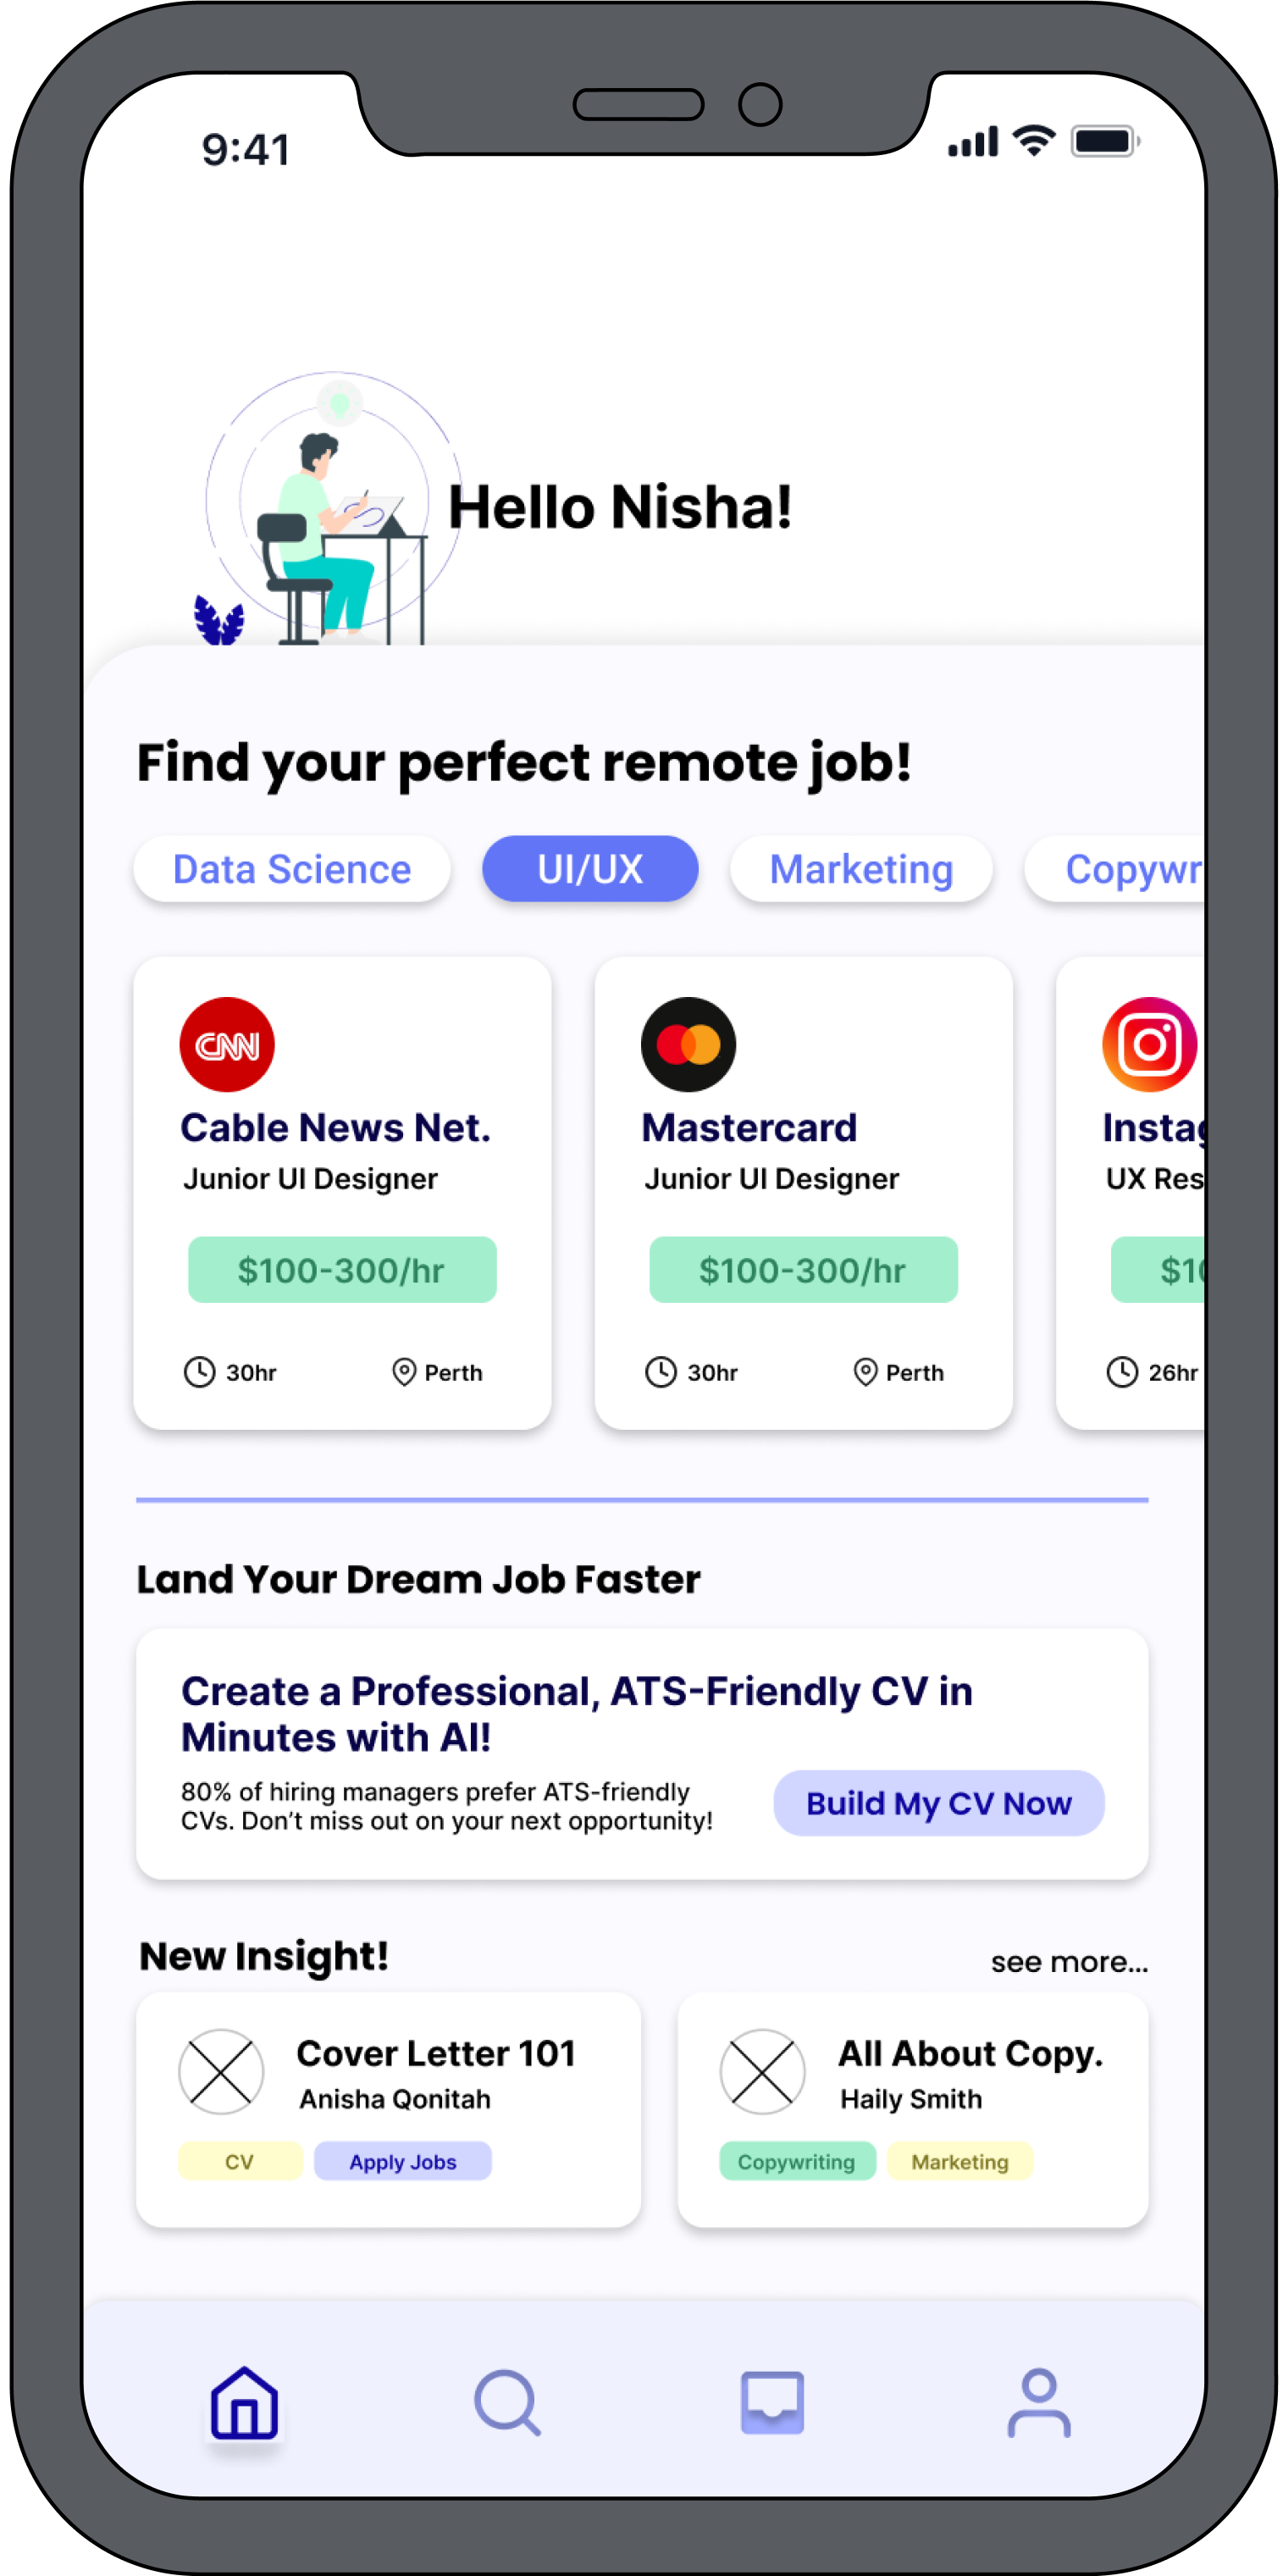 9:41
Hello Nisha!
Find your perfect remote job!
Data Science
UI/UX
Marketing
Copywr
CNN
Cable News Net.
Junior UI Designer
$100-300/hr
30hr
Perth
Mastercard
Junior UI Designer
$100-300/hr
30hr
Perth
Instag
UX Res
$10
26hr
Land Your Dream Job Faster
Create a Professional, ATS-Friendly CV in
Minutes with AI!
80% of hiring managers prefer ATS-friendly
CVs. Don't miss out on your next opportunity!
Build My CV Now
New Insight!
see more...
Cover Letter 101
Anisha Qonitah
CV
Apply Jobs
All About Copy.
Haily Smith
Copywriting
Marketing